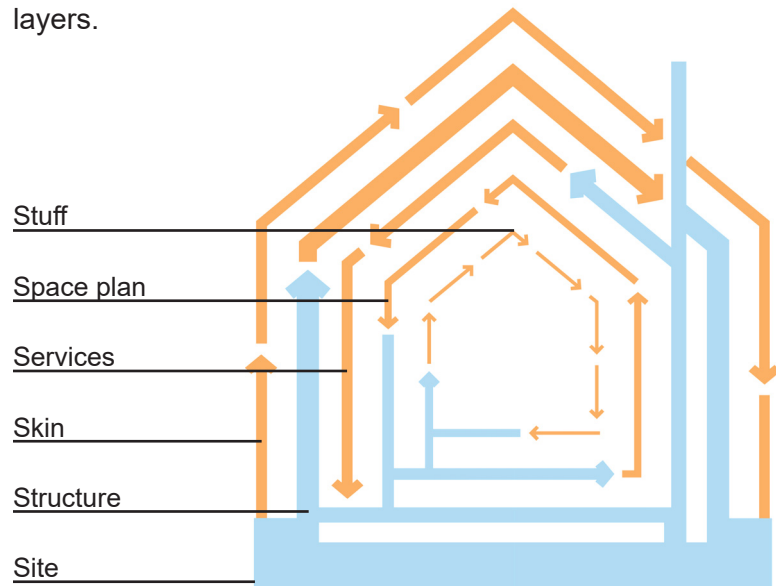 layers.
Stuff
Space plan
Services
Skin
Structure
Site